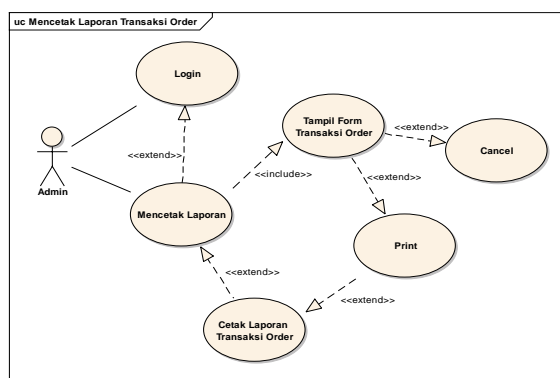 uc Mencetak Laporan Transaksi Order
Login
Tampil Form
Transaksi Order
<<extend>>
Cancel
<<extend>>
<<include>>
<<extend>>
Admin
Mencetak Laporan
Print
<<extend>>
<<extend>>
Cetak Laporan
Transaksi Order